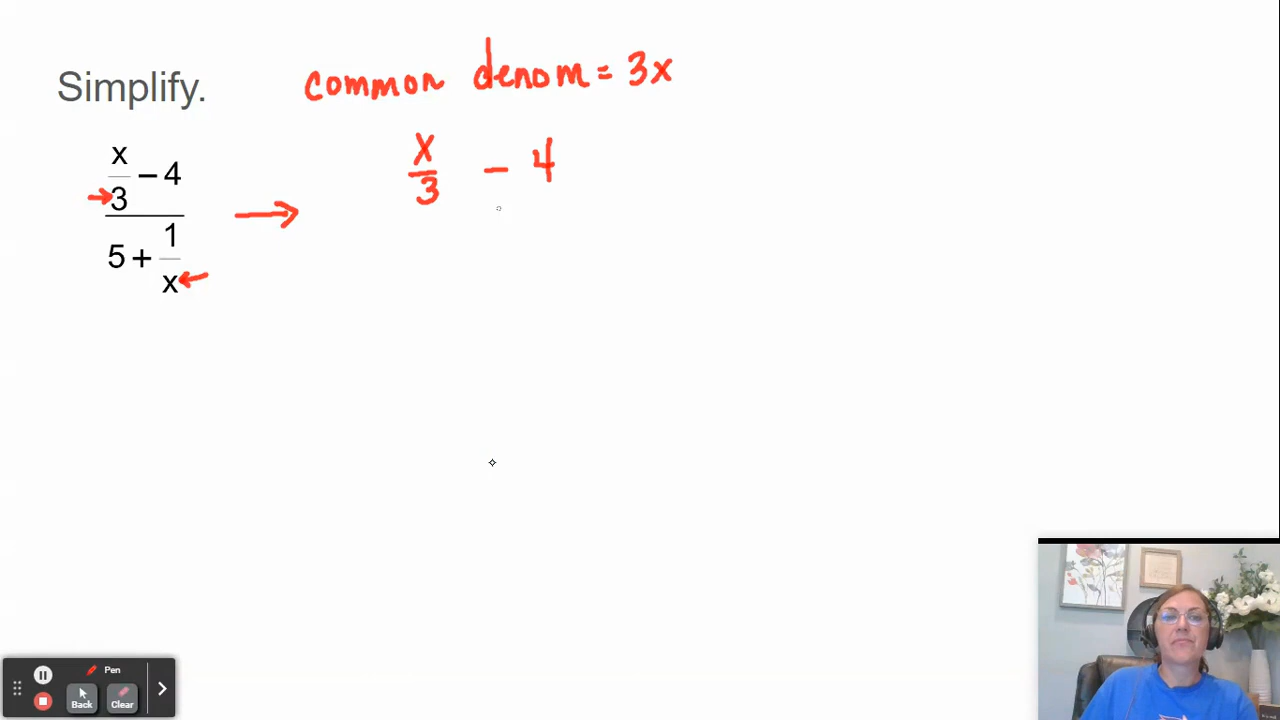 Simplify.
common denom = 3x
x
3
− 4
5 +
1
x
x
3
− 4
Pen
Back
Clear